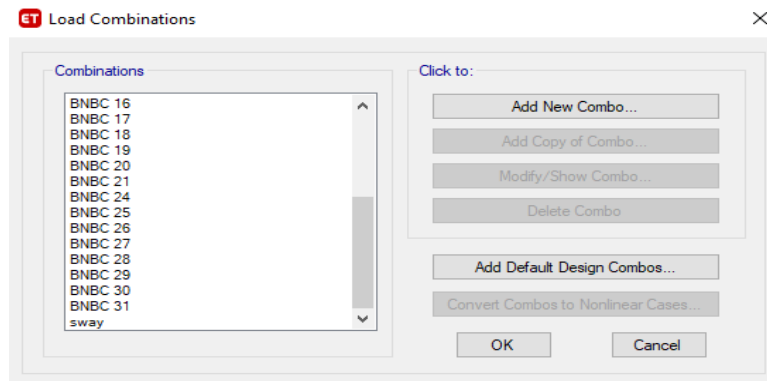 ET Load Combinations
Combinations
BNBC 16
BNBC 17
BNBC 18
BNBC 19
BNBC 20
BNBC 21
BNBC 24
BNBC 25
BNBC 26
BNBC 27
BNBC 28
BNBC 29
BNBC 30
BNBC 31
sway
Click to:
Add New Combo...
Add Copy of Combo...
Modify/Show Combo...
Delete Combo
Add Default Design Combos...
Convert Combos to Nonlinear Cases...
OK
Cancel